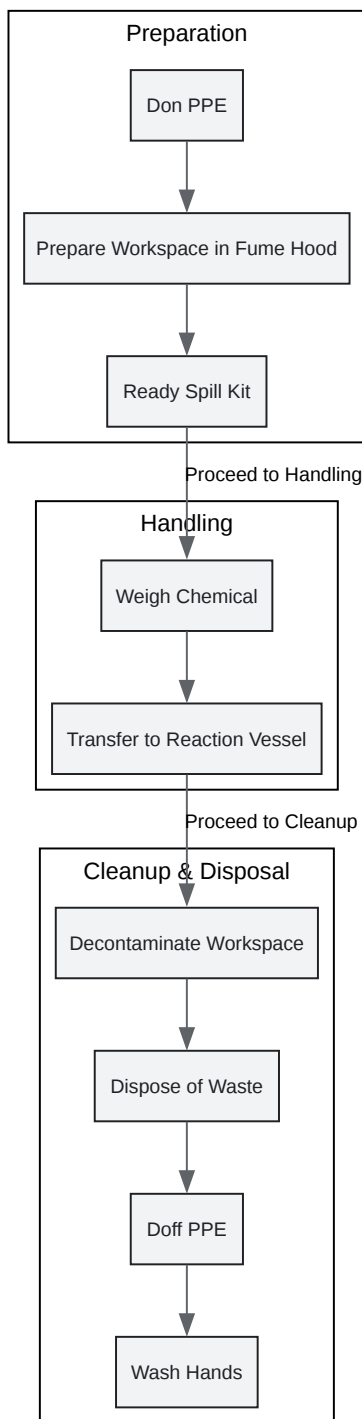 Preparation
Don PPE
Prepare Workspace in Fume Hood
Ready Spill Kit
Proceed to Handling
Handling
Weigh Chemical
Transfer to Reaction Vessel
Proceed to Cleanup
Cleanup & Disposal
Decontaminate Workspace
Dispose of Waste
Doff PPE
Wash Hands